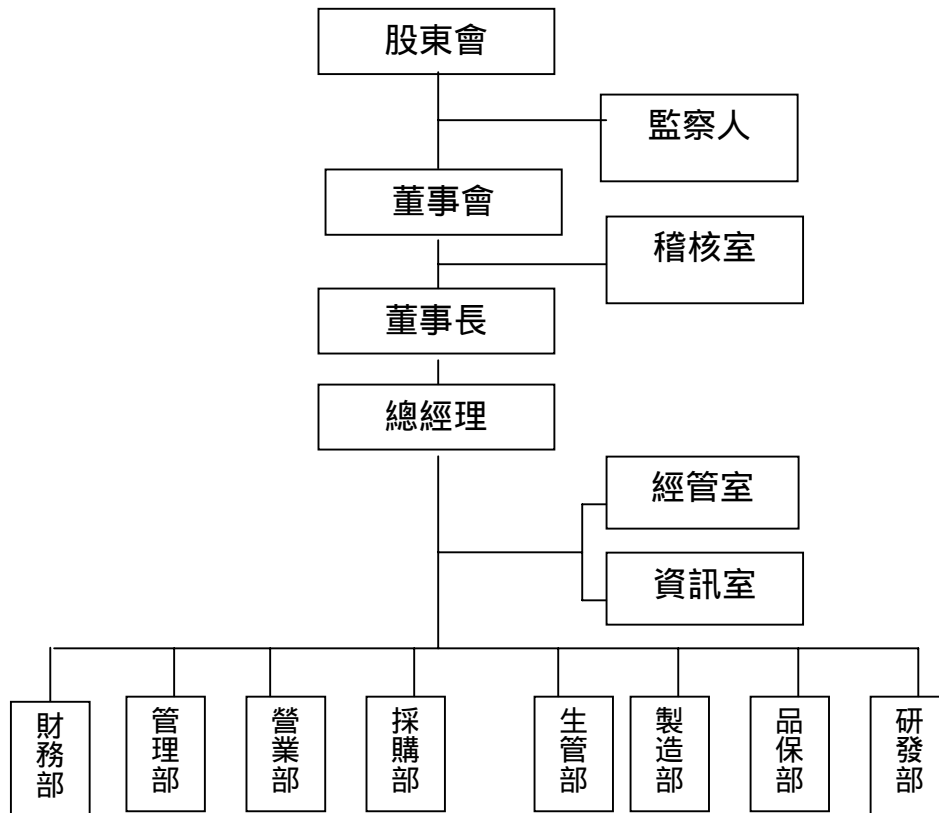 股東會
監察人
董事會
稽核室
董事長
總經理
經管室
資訊室
財務部
管理部
營業部
採購部
生管部
製造部
品保部
研發部